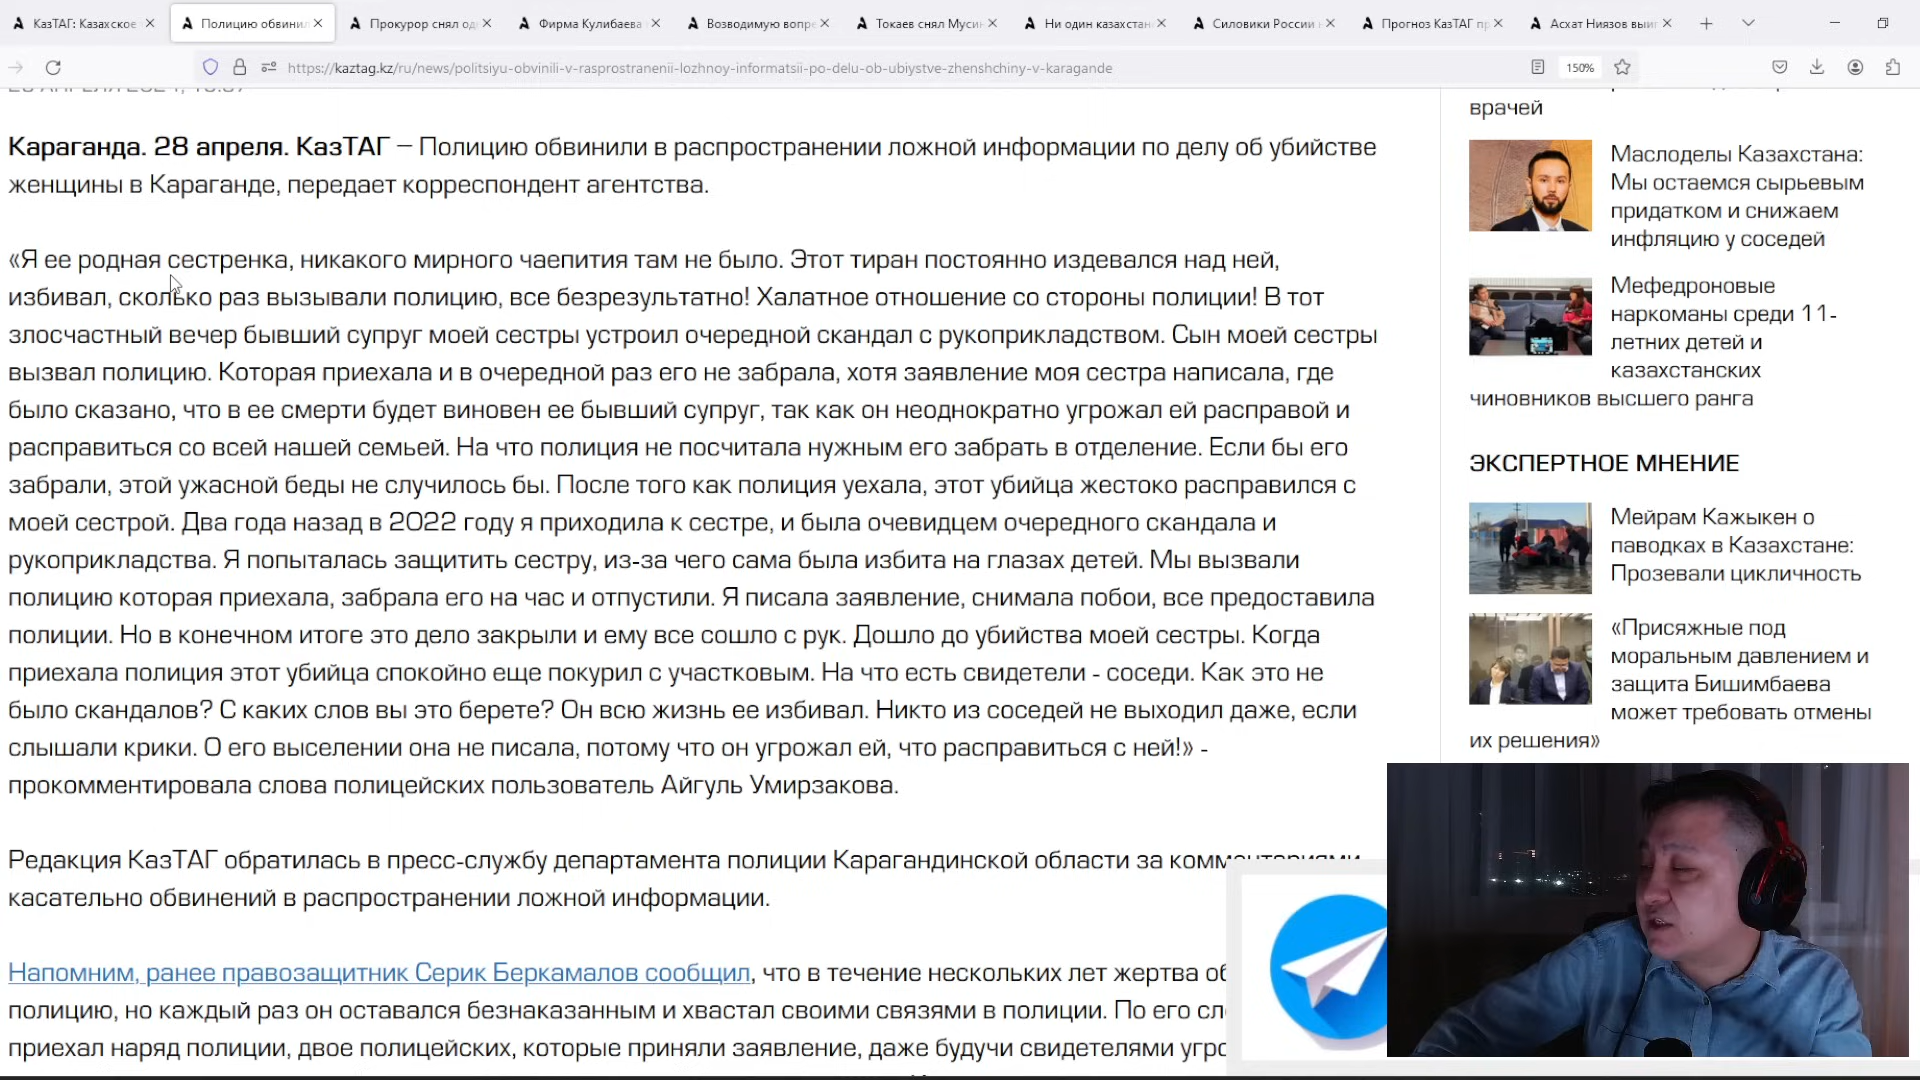 КазТАГ: Казахское
Полицию обвинил
Прокурор снял од
Фирма Кулибаева
Возводимую вопре
Токаев снял Мусин
Ни один казахстан
Силовики России н
Прогноз КазТАГ пр
Асхат Ниязов выиг
https://kaztag.kz/ru/news/politsiyu-obvinili-v-rasprostranenii-lozhnoy-informatsii-po-delu-ob-ubiystve-zhenshchiny-v-karagande
150%
Караганда. 28 апреля. КазТАГ – Полицию обвинили в распространении ложной информации по делу об убийстве
женщины в Караганде, передает корреспондент агентства.
«Я ее родная сестренка, никакого мирного чаепития там не было. Этот тиран постоянно издевался над ней,
избивал, сколько раз вызывали полицию, все безрезультатно! Халатное отношение со стороны полиции! В тот
злосчастный вечер бывший супруг моей сестры устроил очередной скандал с рукоприкладством. Сын моей сестры
вызвал полицию. Которая приехала и в очередной раз его не забрала, хотя заявление моя сестра написала, где
было сказано, что в ее смерти будет виновен ее бывший супруг, так как он неоднократно угрожал ей расправой и
расправиться со всей нашей семьей. На что полиция не посчитала нужным его забрать в отделение. Если бы его
забрали, этой ужасной беды не случилось бы. После того как полиция уехала, этот убийца жестоко расправился с
моей сестрой. Два года назад в 2022 году я приходила к сестре, и была очевидцем очередного скандала и
рукоприкладства. Я попыталась защитить сестру, из-за чего сама была избита на глазах детей. Мы вызвали
полицию которая приехала, забрала его на час и отпустили. Я писала заявление, снимала побои, все предоставила
полиции. Но в конечном итоге это дело закрыли и ему все сошло с рук. Дошло до убийства моей сестры. Когда
приехала полиция этот убийца спокойно еще покурил с участковым. На что есть свидетели - соседи. Как это не
было скандалов? С каких слов вы это берете? Он всю жизнь ее избивал. Никто из соседей не выходил даже, если
слышали крики. О его выселении она не писала, потому что он угрожал ей, что расправиться с ней!» -
прокомментировала слова полицейских пользователь Айгуль Умирзакова.
Редакция КазТАГ обратилась в пресс-службу департамента полиции Карагандинской области за комментариями
касательно обвинений в распространении ложной информации.
Напомним, ранее правозащитник Серик Беркамалов сообщил, что в течение нескольких лет жертва об
полицию, но каждый раз он оставался безнаказанным и хвастал своими связями в полиции. По его сл
приехал наряд полиции, двое полицейских, которые приняли заявление, даже будучи свидетелями угро
врачей
Маслоделы Казахстана:
Мы остаемся сырьевым
придатком и снижаем
инфляцию у соседей
Мефедроновые
наркоманы среди 11-
летних детей и
казахстанских
чиновников высшего ранга
ЭКСПЕРТНОЕ МНЕНИЕ
Мейрам Кажыкен о
паводках в Казахстане:
Прозевали цикличность
«Присяжные под
моральным давлением и
защита Бишимбаева
может требовать отмены
их решения»